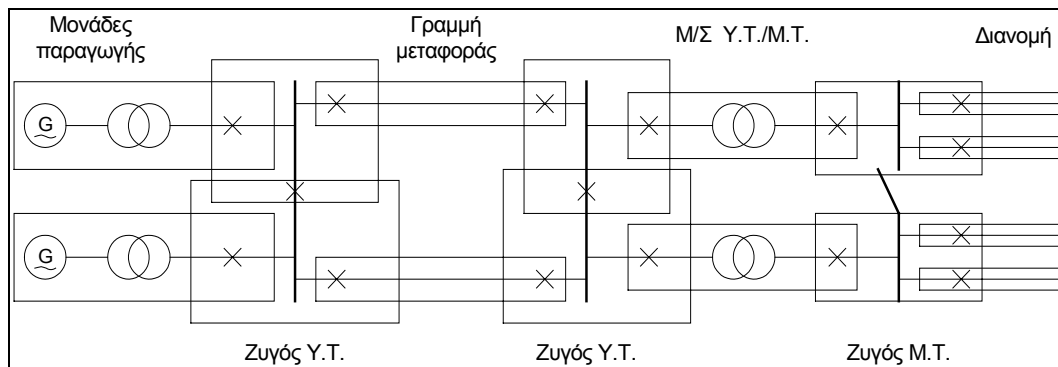 Μονάδες
παραγωγής
Γραμμή
μεταφοράς
Μ/Σ Υ.Τ./Μ.Τ.
Διανομή
G
G
Ζυγός Υ.Τ.
Ζυγός Υ.Τ.
Ζυγός Μ.Τ.